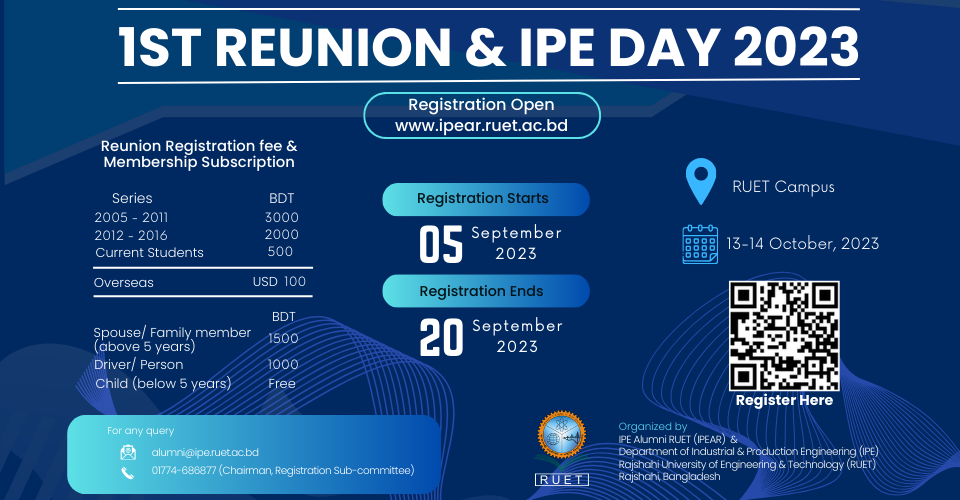 1ST REUNION & IPE DAY 2023
Registration Open
www.ipear.ruet.ac.bd
Reunion Registration fee &
Membership Subscription
Series BDT
2005 - 2011 3000
2012 - 2016 2000
Current Students 500
Overseas USD 100
BDT
Spouse/ Family member
(above 5 years) 1500
Driver/ Person 1000
Child (below 5 years) Free
For any query
alumni@ipe.ruet.ac.bd
01774-686877 (Chairman, Registration Sub-committee)
Registration Starts
05 September
2023
Registration Ends
20 September
2023
RUET Campus
13-14 October, 2023
Register Here
RUET
Organized by
IPE Alumni RUET (IPEAR) &
Department of Industrial & Production Engineering (IPE)
Rajshahi University of Engineering & Technology (RUET)
Rajshahi, Bangladesh